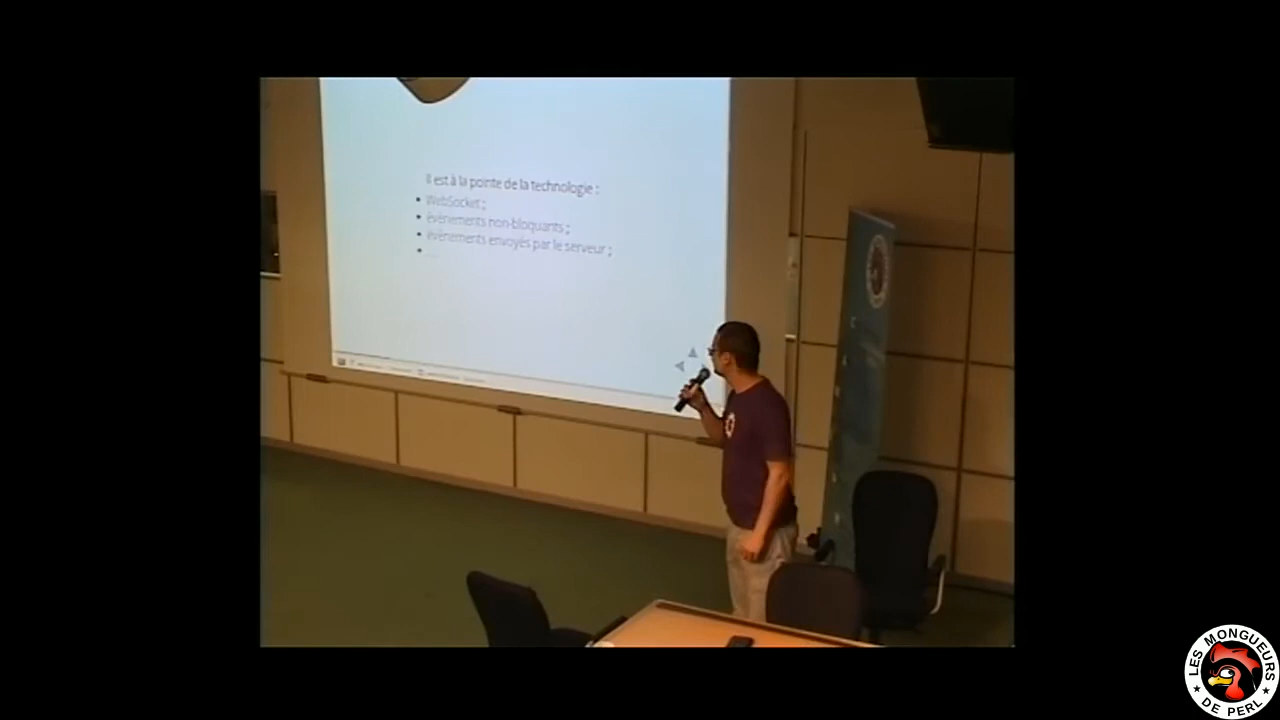 Il est à la pointe de la technologie :
• WebSocket ;
• évènements non-bloquants ;
• évènements envoyés par le serveur ;
• ...
LES MONGUEURS
DE PERL